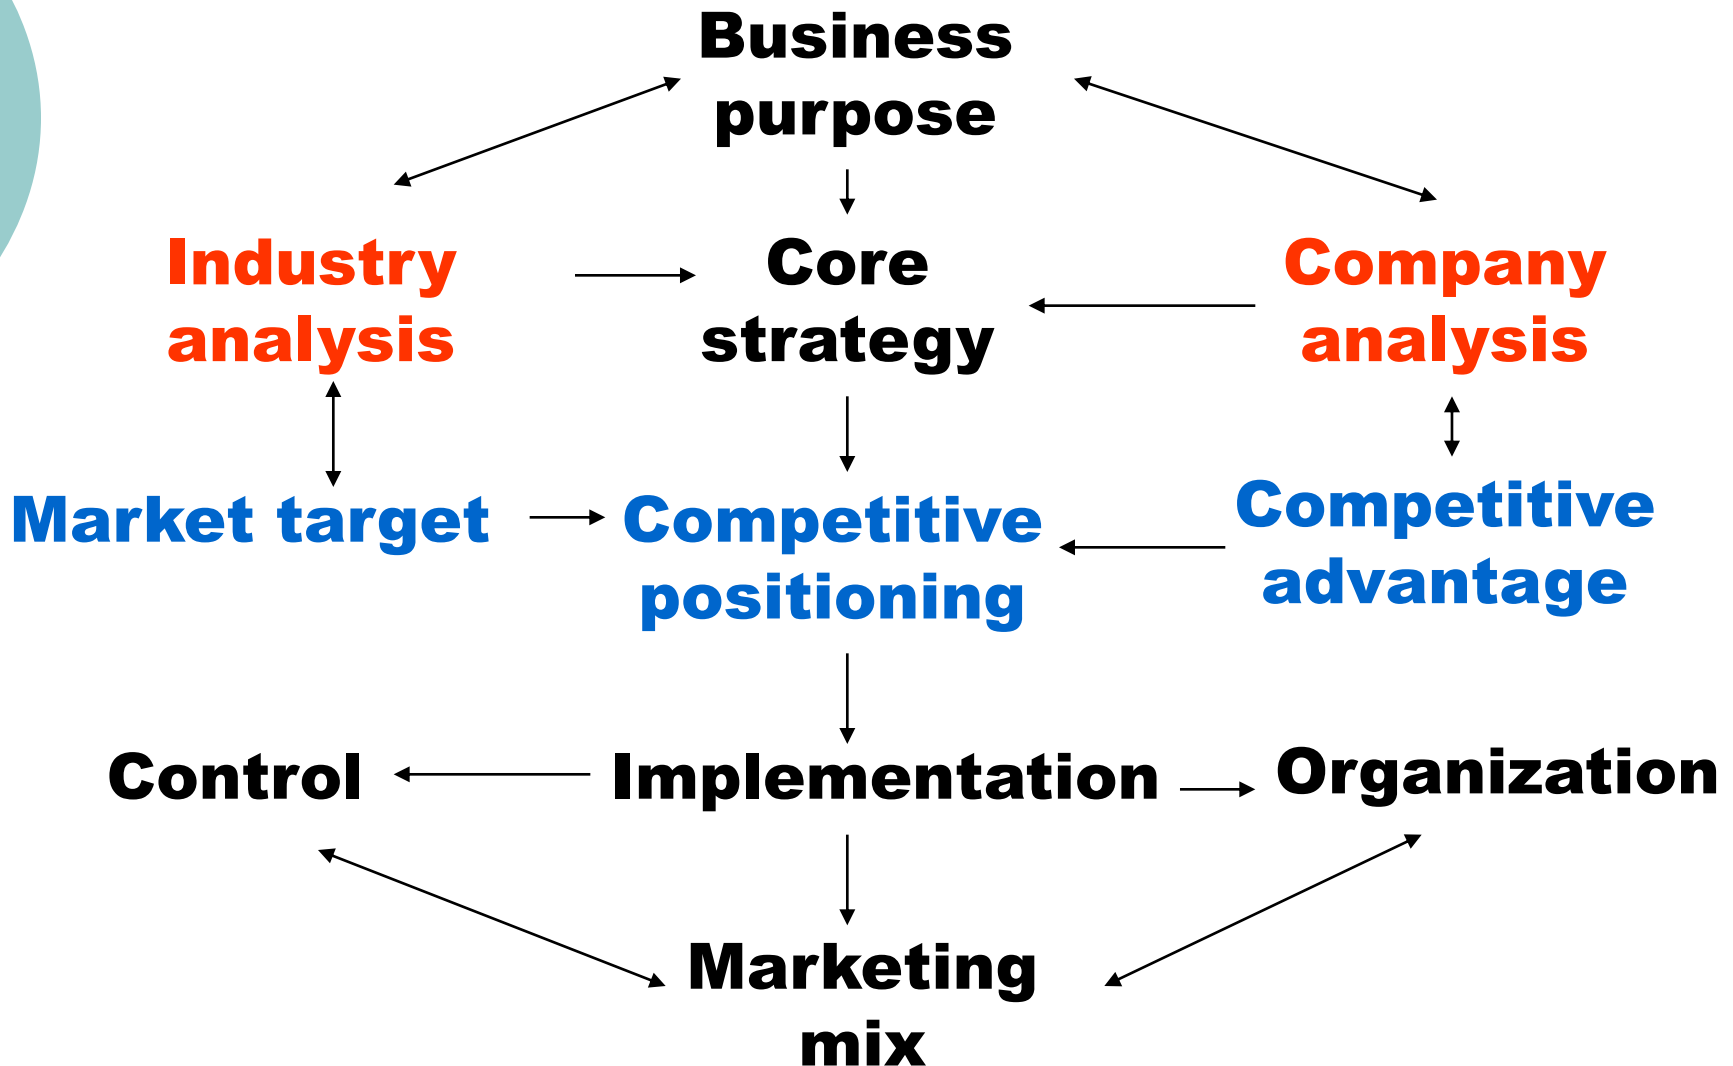 Business
purpose
Industry
analysis
Core
strategy
Company
analysis
Market target
Competitive
positioning
Competitive
advantage
Control
Implementation
Organization
Marketing
mix